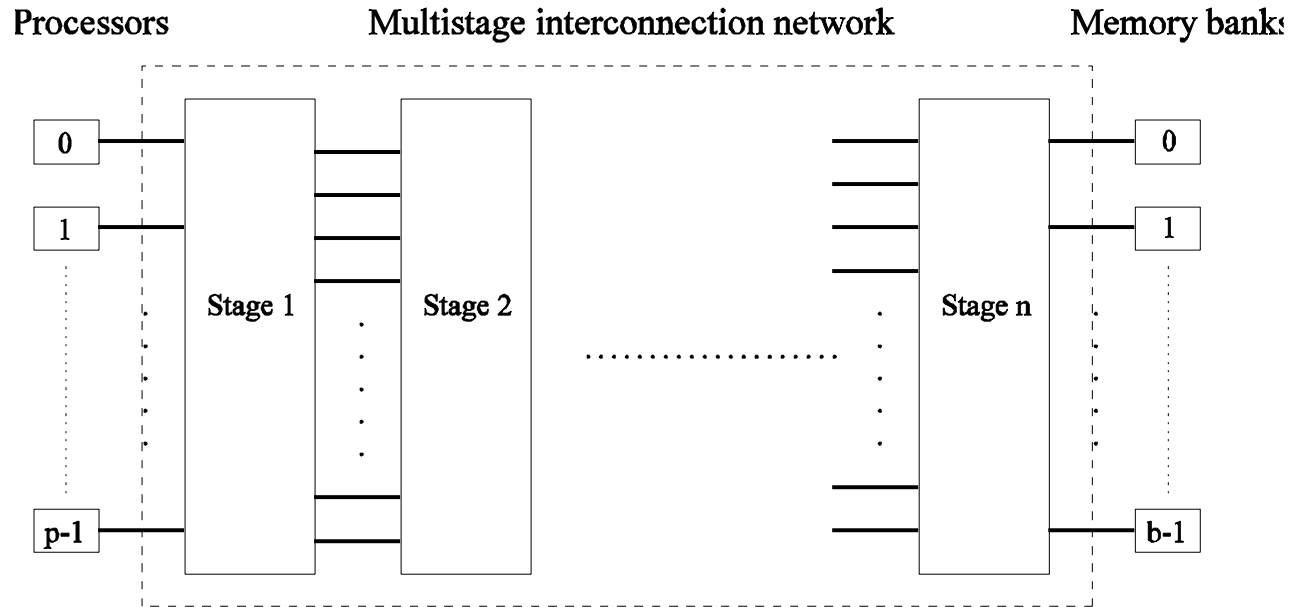 Processors Multistage interconnection network Memory banks
0 0
1 1
Stage 1 Stage 2 Stage n
p-1 b-1